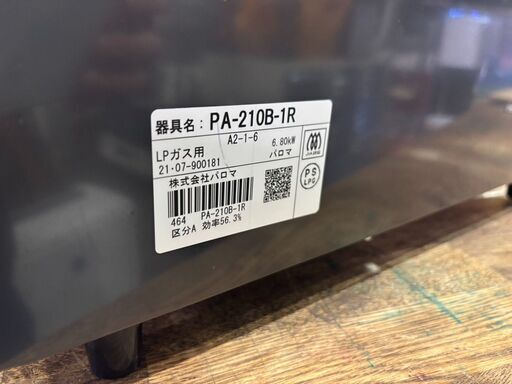 器具名：PA-210B-1R
A2-1-6
LPガス用 6.80kW
21・07-900181 パロマ
株式会社パロマ
PS
LPG
464 PA-210B-1R
区分A 効率56.3%